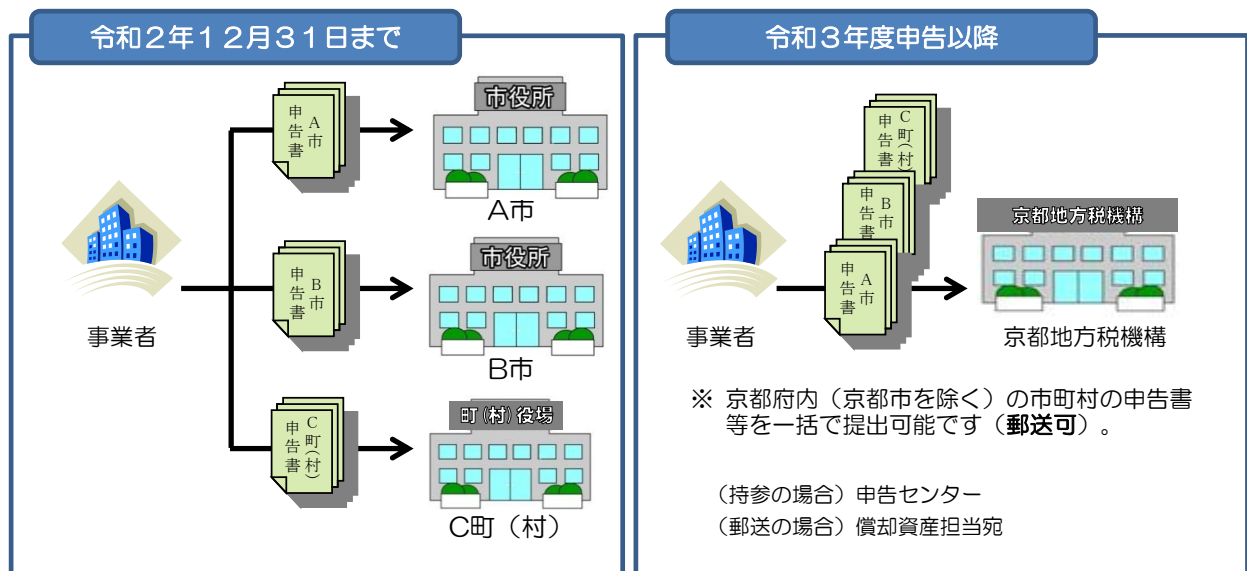 令和２年１２月３１日まで
A市
申告書
市役所
A市
B市
申告書
市役所
B市
事業者
C町(村)
申告書
町(村)役場
C町（村）
令和３年度申告以降
C町(村)
申告書
B市
申告書
A市
申告書
京都地方税機構
事業者
京都地方税機構
※ 京都府内（京都市を除く）の市町村の申告書
等を一括で提出可能です（郵送可）。
（持参の場合）申告センター
（郵送の場合）償却資産担当宛